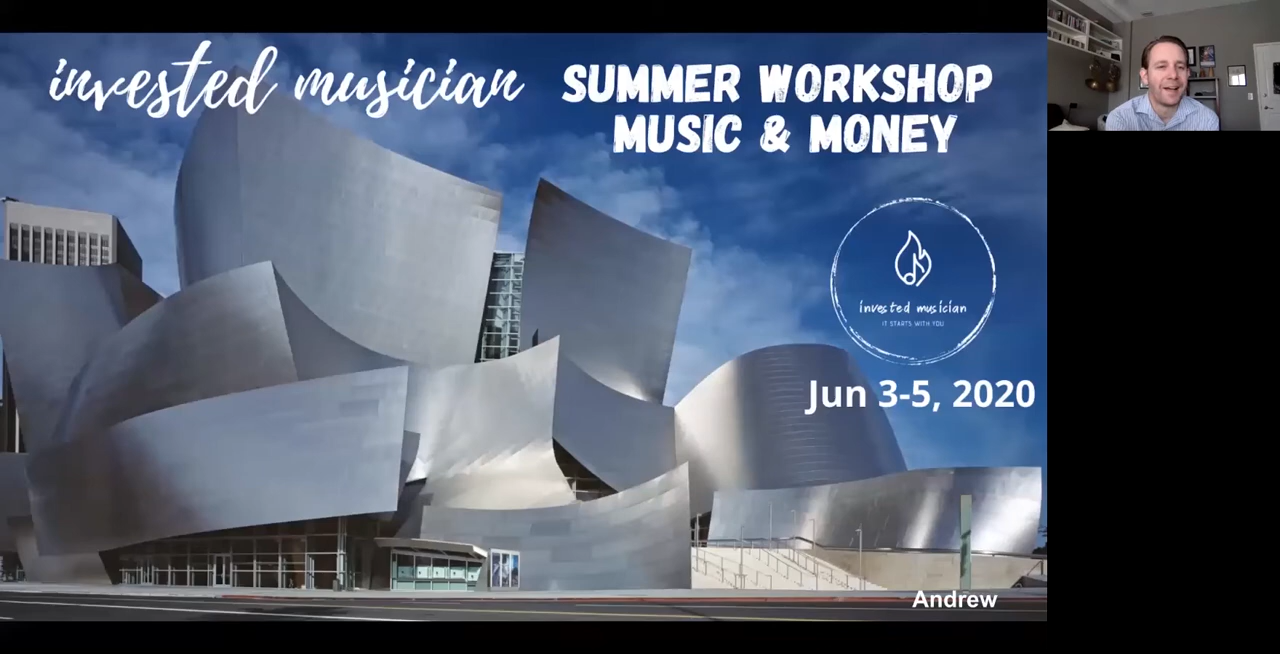 invested musician
SUMMER WORKSHOP
MUSIC & MONEY
invested musician
IT STARTS WITH YOU
Jun 3-5, 2020
Andrew